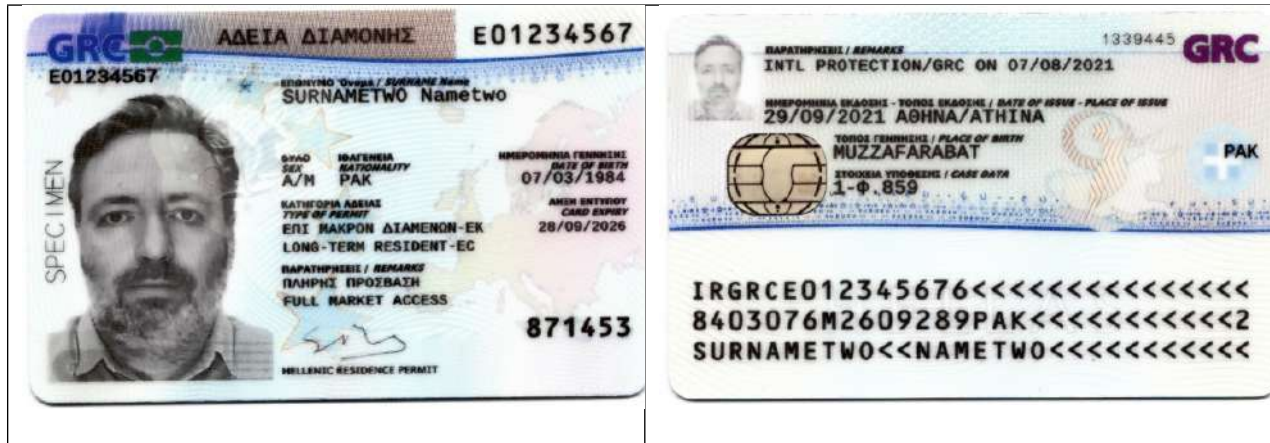 GRC
ΑΔΕΙΑ ΔΙΑΜΟΝΗΣ
E01234567
E01234567
ΕΠΩΝΥΜΟ Όνομα / SURNAME Name
SURNAMETWO Nametwo
SPECIMEN
ΦΥΛΟ ΙΘΑΓΕΝΕΙΑ ΗΜΕΡΟΜΗΝΙΑ ΓΕΝΝΗΣΗΣ
SEX NATIONALITY DATE OF BIRTH
Α/M PAK 07/03/1984
ΚΑΤΗΓΟΡΙΑ ΑΔΕΙΑΣ ΛΗΞΗ ΕΝΤΥΠΟΥ
TYPE OF PERMIT CARD EXPIRY
ΕΠΙ ΜΑΚΡΟΝ ΔΙΑΜΕΝΩΝ-ΕΚ 28/09/2026
LONG-TERM RESIDENT-EC
ΠΑΡΑΤΗΡΗΣΕΙΣ / REMARKS
ΠΛΗΡΗΣ ΠΡΟΣΒΑΣΗ
FULL MARKET ACCESS
871453
HELLENIC RESIDENCE PERMIT
1339445
GRC
ΠΑΡΑΤΗΡΗΣΕΙΣ / REMARKS
INTL PROTECTION/GRC ON 07/08/2021
ΗΜΕΡΟΜΗΝΙΑ ΕΚΔΟΣΗΣ - ΤΟΠΟΣ ΕΚΔΟΣΗΣ / DATE OF ISSUE - PLACE OF ISSUE
29/09/2021 ΑΘΗΝΑ/ATHINA
ΤΟΠΟΣ ΓΕΝΝΗΣΗΣ / PLACE OF BIRTH
MUZZAFARABAT
PAK
ΣΤΟΙΧΕΙΑ ΥΠΟΘΕΣΗΣ / CASE DATA
1-Φ.859
IRGRCE012345676<<<<<<<<<<<<<<<
8403076M2609289PAK<<<<<<<<<<<2
SURNAMETWO<<NAMETWO<<<<<<<<<<<